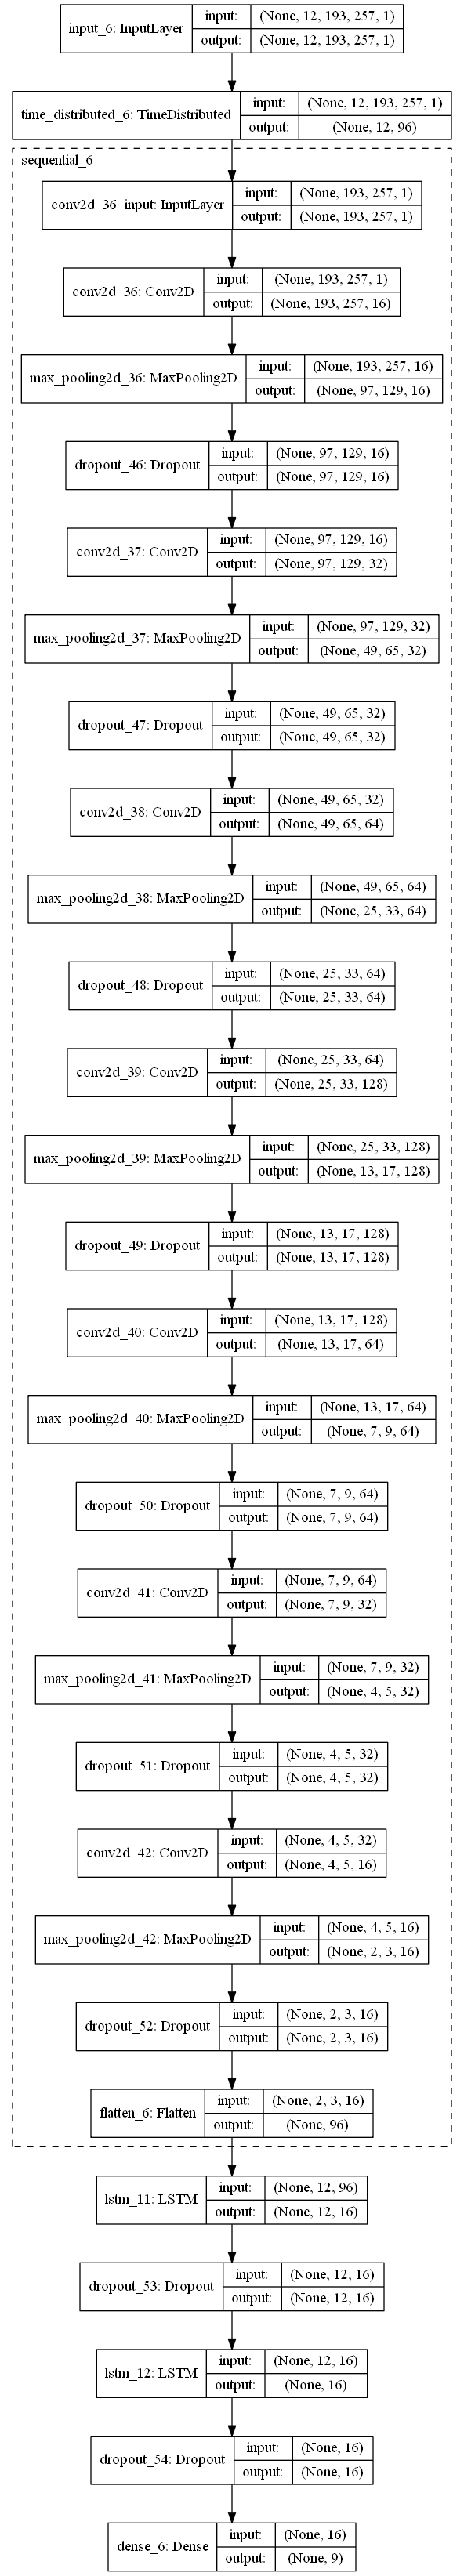 input_6: InputLayer
input: (None, 12, 193, 257, 1)
output: (None, 12, 193, 257, 1)
time_distributed_6: TimeDistributed
input: (None, 12, 193, 257, 1)
output: (None, 12, 96)
sequential_6
conv2d_36_input: InputLayer
input: (None, 193, 257, 1)
output: (None, 193, 257, 1)
conv2d_36: Conv2D
input: (None, 193, 257, 1)
output: (None, 193, 257, 16)
max_pooling2d_36: MaxPooling2D
input: (None, 193, 257, 16)
output: (None, 97, 129, 16)
dropout_46: Dropout
input: (None, 97, 129, 16)
output: (None, 97, 129, 16)
conv2d_37: Conv2D
input: (None, 97, 129, 16)
output: (None, 97, 129, 32)
max_pooling2d_37: MaxPooling2D
input: (None, 97, 129, 32)
output: (None, 49, 65, 32)
dropout_47: Dropout
input: (None, 49, 65, 32)
output: (None, 49, 65, 32)
conv2d_38: Conv2D
input: (None, 49, 65, 32)
output: (None, 49, 65, 64)
max_pooling2d_38: MaxPooling2D
input: (None, 49, 65, 64)
output: (None, 25, 33, 64)
dropout_48: Dropout
input: (None, 25, 33, 64)
output: (None, 25, 33, 64)
conv2d_39: Conv2D
input: (None, 25, 33, 64)
output: (None, 25, 33, 128)
max_pooling2d_39: MaxPooling2D
input: (None, 25, 33, 128)
output: (None, 13, 17, 128)
dropout_49: Dropout
input: (None, 13, 17, 128)
output: (None, 13, 17, 128)
conv2d_40: Conv2D
input: (None, 13, 17, 128)
output: (None, 13, 17, 64)
max_pooling2d_40: MaxPooling2D
input: (None, 13, 17, 64)
output: (None, 7, 9, 64)
dropout_50: Dropout
input: (None, 7, 9, 64)
output: (None, 7, 9, 64)
conv2d_41: Conv2D
input: (None, 7, 9, 64)
output: (None, 7, 9, 32)
max_pooling2d_41: MaxPooling2D
input: (None, 7, 9, 32)
output: (None, 4, 5, 32)
dropout_51: Dropout
input: (None, 4, 5, 32)
output: (None, 4, 5, 32)
conv2d_42: Conv2D
input: (None, 4, 5, 32)
output: (None, 4, 5, 16)
max_pooling2d_42: MaxPooling2D
input: (None, 4, 5, 16)
output: (None, 2, 3, 16)
dropout_52: Dropout
input: (None, 2, 3, 16)
output: (None, 2, 3, 16)
flatten_6: Flatten
input: (None, 2, 3, 16)
output: (None, 96)
lstm_11: LSTM
input: (None, 12, 96)
output: (None, 12, 16)
dropout_53: Dropout
input: (None, 12, 16)
output: (None, 12, 16)
lstm_12: LSTM
input: (None, 12, 16)
output: (None, 16)
dropout_54: Dropout
input: (None, 16)
output: (None, 16)
dense_6: Dense
input: (None, 16)
output: (None, 9)